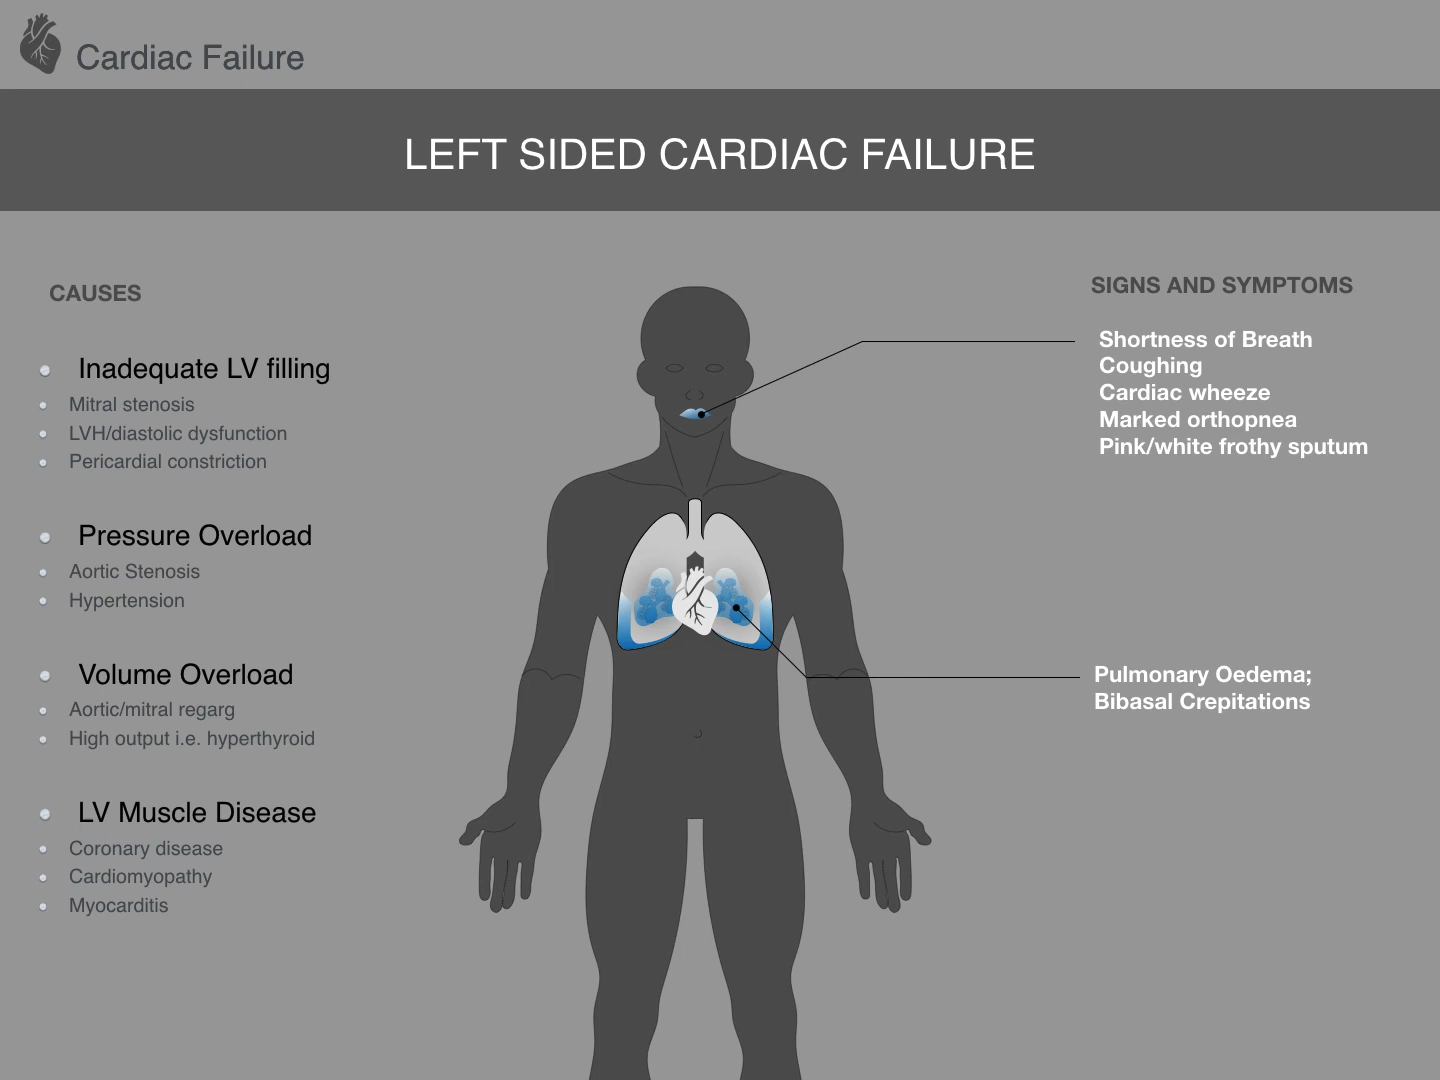 Cardiac Failure
LEFT SIDED CARDIAC FAILURE
CAUSES
Inadequate LV filling
Mitral stenosis
LVH/diastolic dysfunction
Pericardial constriction
Pressure Overload
Aortic Stenosis
Hypertension
Volume Overload
Aortic/mitral regarg
High output i.e. hyperthyroid
LV Muscle Disease
Coronary disease
Cardiomyopathy
Myocarditis
SIGNS AND SYMPTOMS
Shortness of Breath
Coughing
Cardiac wheeze
Marked orthopnea
Pink/white frothy sputum
Pulmonary Oedema;
Bibasal Crepitations